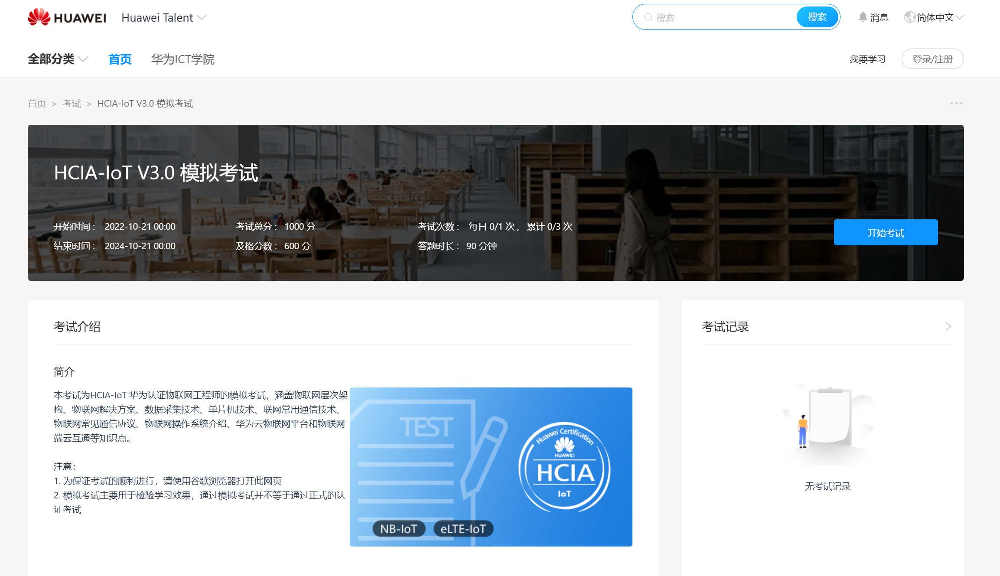 HUAWEI Huawei Talent 搜索 搜索 消息 简体中文
全部分类 首页 华为ICT学院 我要学习 登录/注册
首页 > 考试 > HCIA-IoT V3.0 模拟考试
HCIA-IoT V3.0 模拟考试
开始时间： 2022-10-21 00:00 考试总分： 1000 分 考试次数： 每日 0/1 次， 累计 0/3 次
结束时间： 2024-10-21 00:00 及格分数： 600 分 答题时长： 90 分钟
开始考试
考试介绍
简介
本考试为HCIA-IoT 华为认证物联网工程师的模拟考试，涵盖物联网层次架
构、物联网解决方案、数据采集技术、单片机技术、联网常用通信技术、
物联网常见通信协议、物联网操作系统介绍、华为云物联网平台和物联网
端云互通等知识点。
注意：
1. 为保证考试的顺利进行，请使用谷歌浏览器打开此网页
2. 模拟考试主要用于检验学习效果，通过模拟考试并不等于通过正式的认
证考试
TEST
Huawei Certification
HUAWEI
HCIA
IoT
NB-IoT eLTE-IoT
考试记录
无考试记录